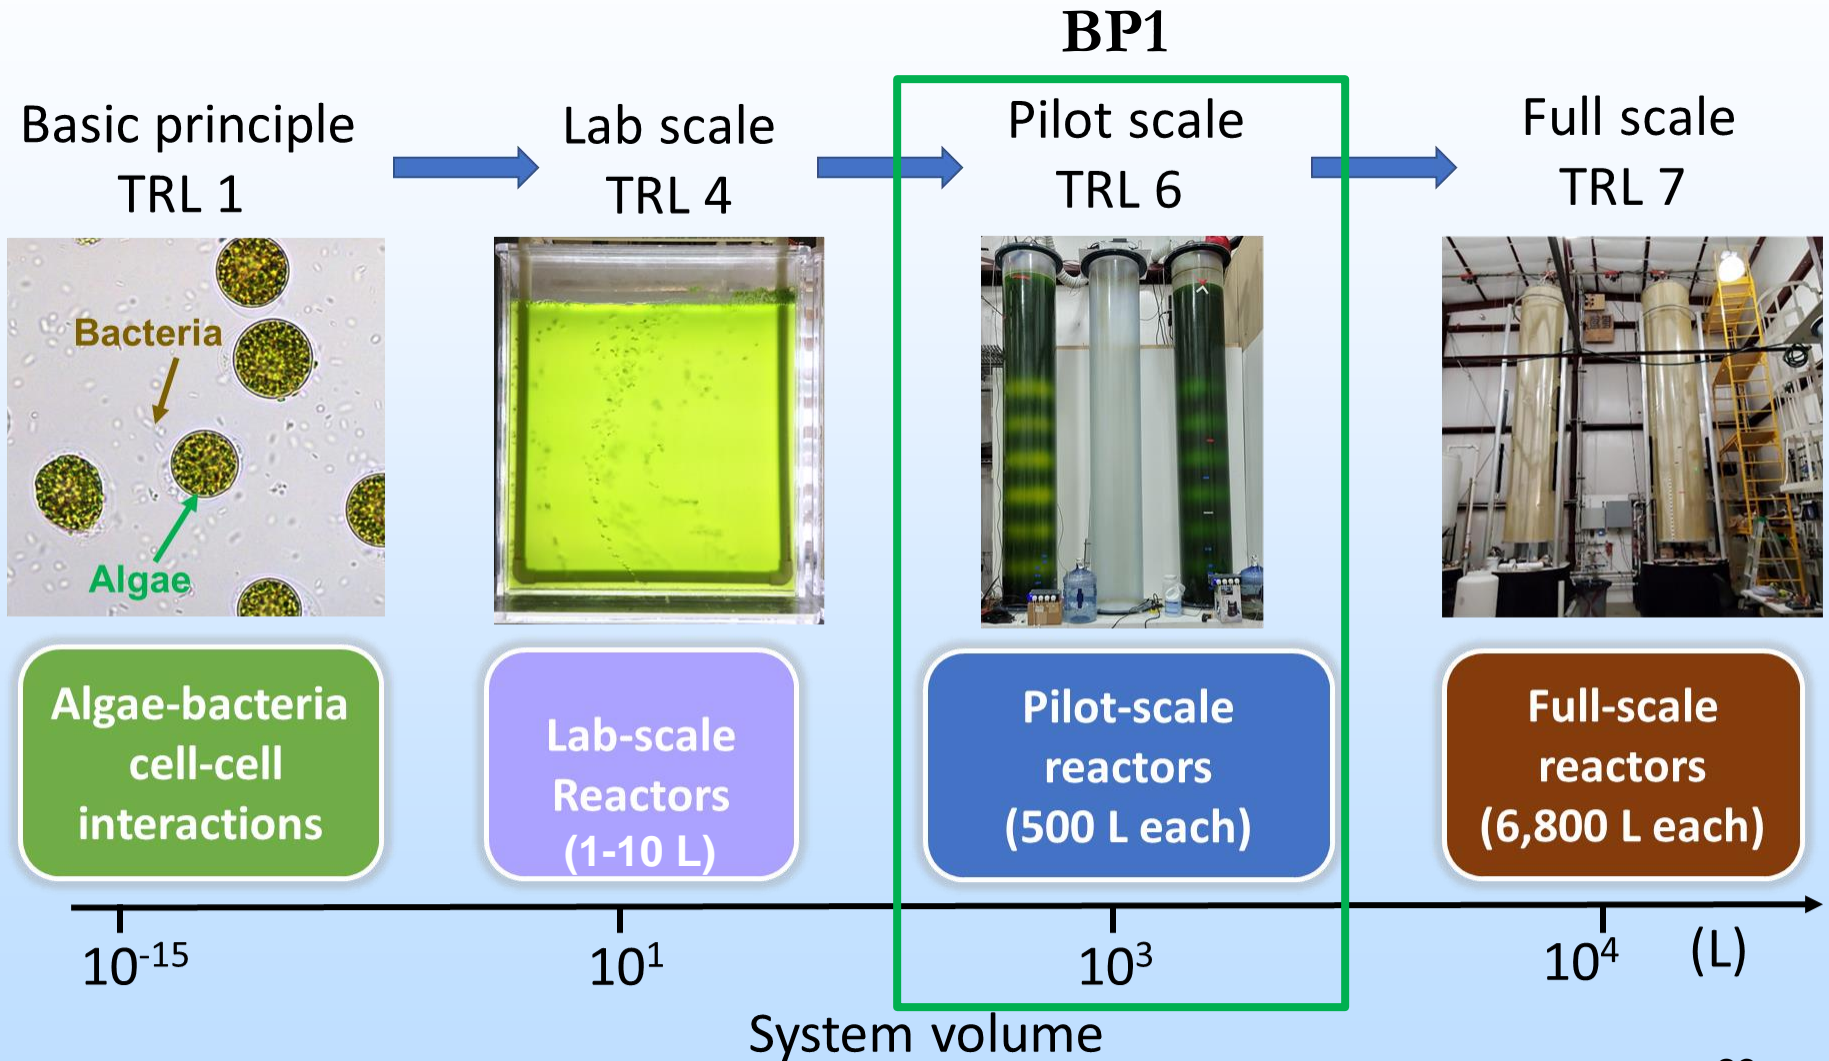 BP1
Basic principle
TRL 1
Lab scale
TRL 4
Pilot scale
TRL 6
Full scale
TRL 7
Bacteria
Algae
Algae-bacteria
cell-cell
interactions
Lab-scale
Reactors
(1-10 L)
Pilot-scale
reactors
(500 L each)
Full-scale
reactors
(6,800 L each)
10⁻¹⁵
10¹
10³
10⁴
(L)
System volume